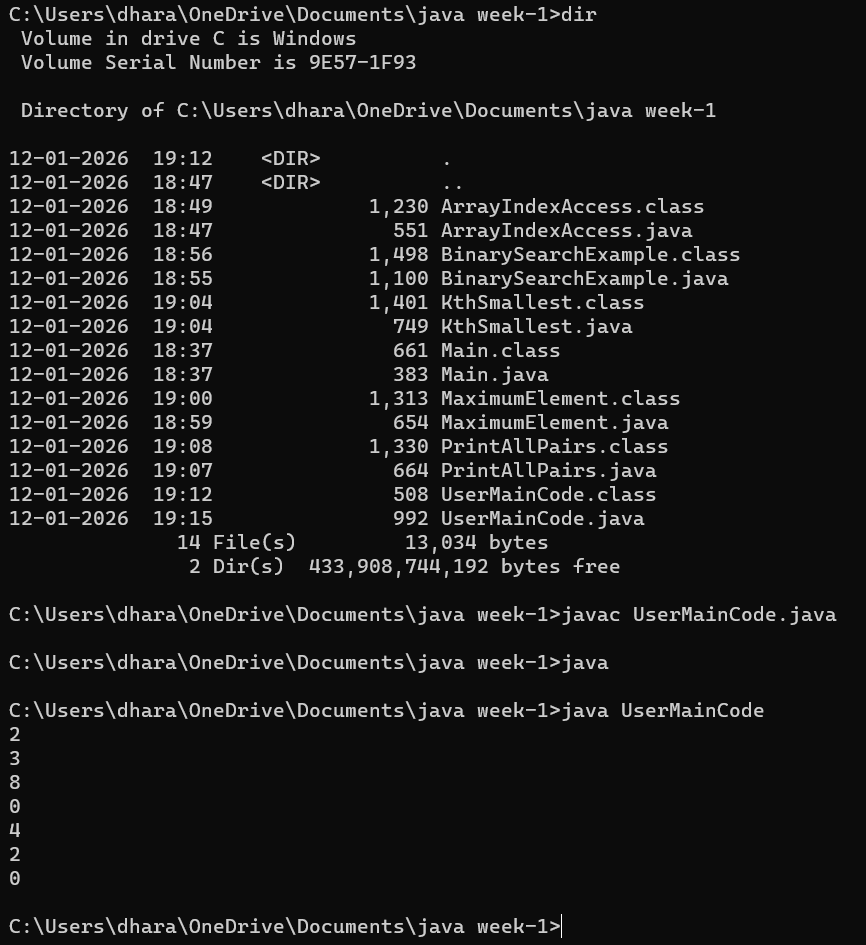 C:\Users\dhara\OneDrive\Documents\java week-1>dir
 Volume in drive C is Windows
 Volume Serial Number is 9E57-1F93

 Directory of C:\Users\dhara\OneDrive\Documents\java week-1

12-01-2026  19:12    <DIR>          .
12-01-2026  18:47    <DIR>          ..
12-01-2026  18:49             1,230 ArrayIndexAccess.class
12-01-2026  18:47               551 ArrayIndexAccess.java
12-01-2026  18:56             1,498 BinarySearchExample.class
12-01-2026  18:55             1,100 BinarySearchExample.java
12-01-2026  19:04             1,401 KthSmallest.class
12-01-2026  19:04               749 KthSmallest.java
12-01-2026  18:37               661 Main.class
12-01-2026  18:37               383 Main.java
12-01-2026  19:00             1,313 MaximumElement.class
12-01-2026  18:59               654 MaximumElement.java
12-01-2026  19:08             1,330 PrintAllPairs.class
12-01-2026  19:07               664 PrintAllPairs.java
12-01-2026  19:12               508 UserMainCode.class
12-01-2026  19:15               992 UserMainCode.java
              14 File(s)         13,034 bytes
               2 Dir(s)  433,908,744,192 bytes free

C:\Users\dhara\OneDrive\Documents\java week-1>javac UserMainCode.java

C:\Users\dhara\OneDrive\Documents\java week-1>java

C:\Users\dhara\OneDrive\Documents\java week-1>java UserMainCode
2
3
8
0
4
2
0

C:\Users\dhara\OneDrive\Documents\java week-1>